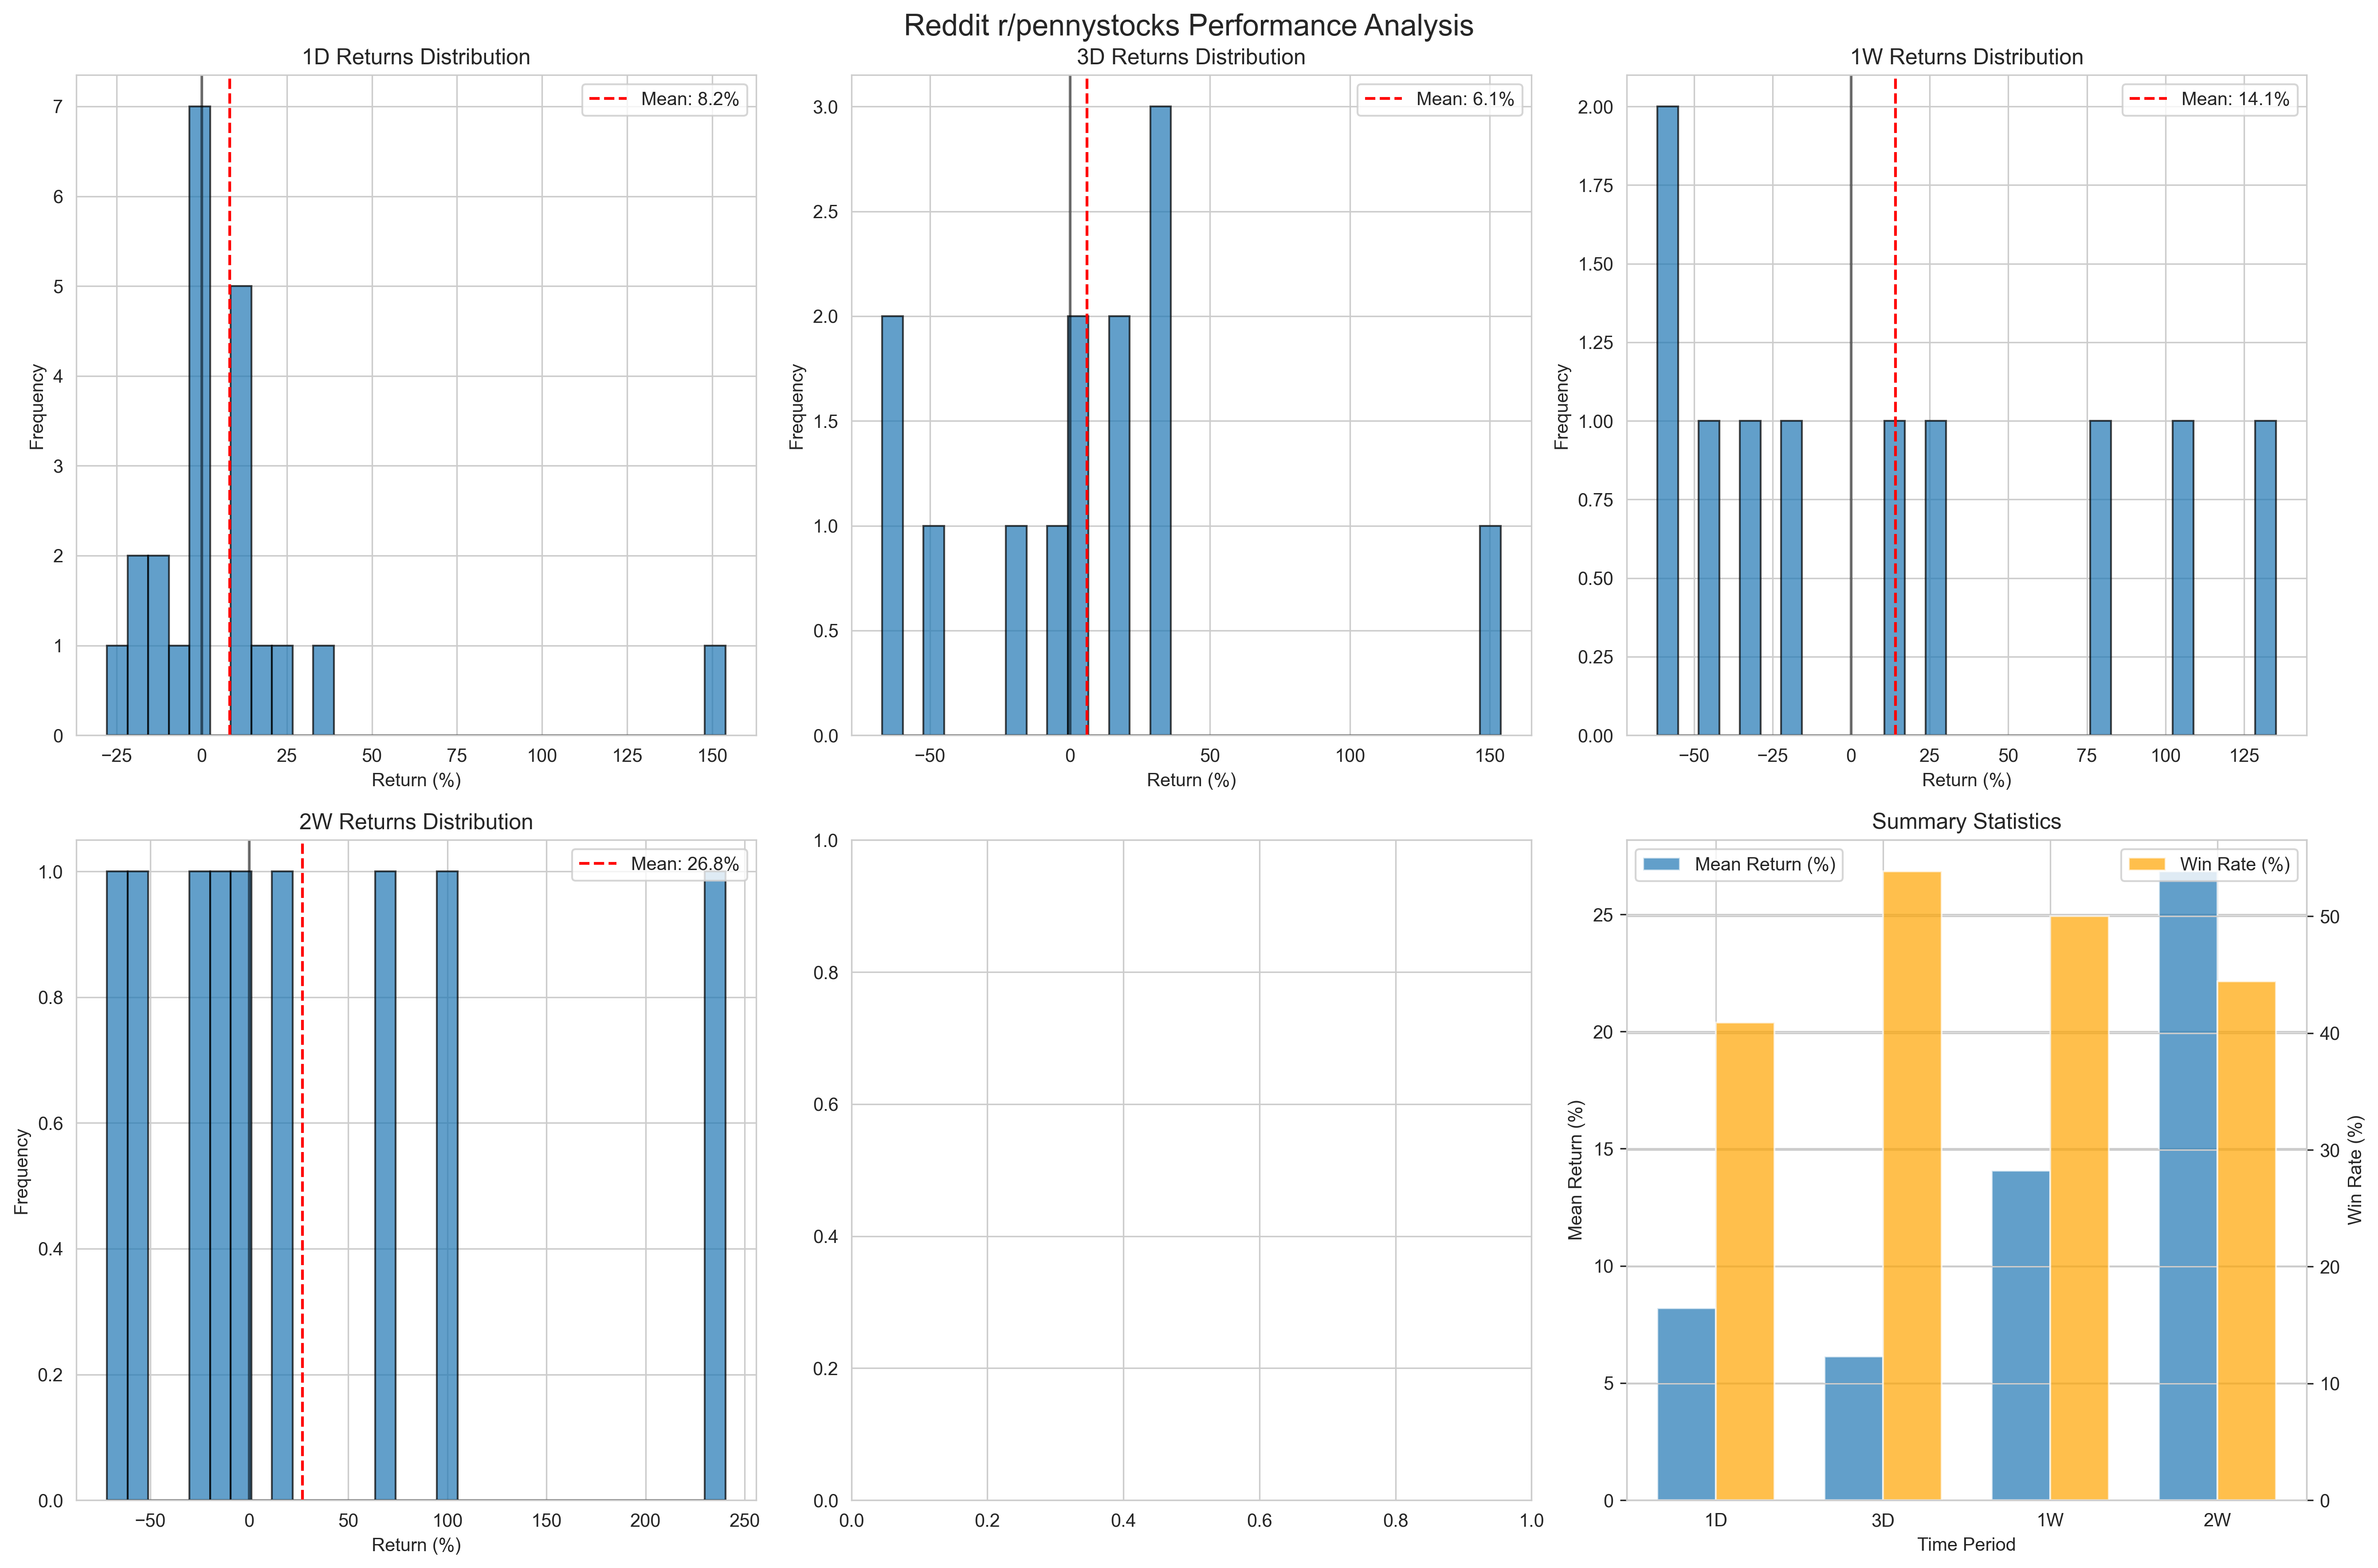 Reddit r/pennystocks Performance Analysis
1D Returns Distribution
Mean: 8.2%
Frequency
7
6
5
4
3
2
1
0
−25 0 25 50 75 100 125 150
Return (%)
3D Returns Distribution
Mean: 6.1%
Frequency
3.0
2.5
2.0
1.5
1.0
0.5
0.0
−50 0 50 100 150
Return (%)
1W Returns Distribution
Mean: 14.1%
Frequency
2.00
1.75
1.50
1.25
1.00
0.75
0.50
0.25
0.00
−50 −25 0 25 50 75 100 125
Return (%)
2W Returns Distribution
Mean: 26.8%
Frequency
1.0
0.8
0.6
0.4
0.2
0.0
−50 0 50 100 150 200 250
Return (%)
1.0
0.8
0.6
0.4
0.2
0.0
0.0 0.2 0.4 0.6 0.8 1.0
Summary Statistics
Mean Return (%)
Win Rate (%)
Mean Return (%)
25
20
15
10
5
0
50
40
30
20
10
0
Win Rate (%)
1D 3D 1W 2W
Time Period